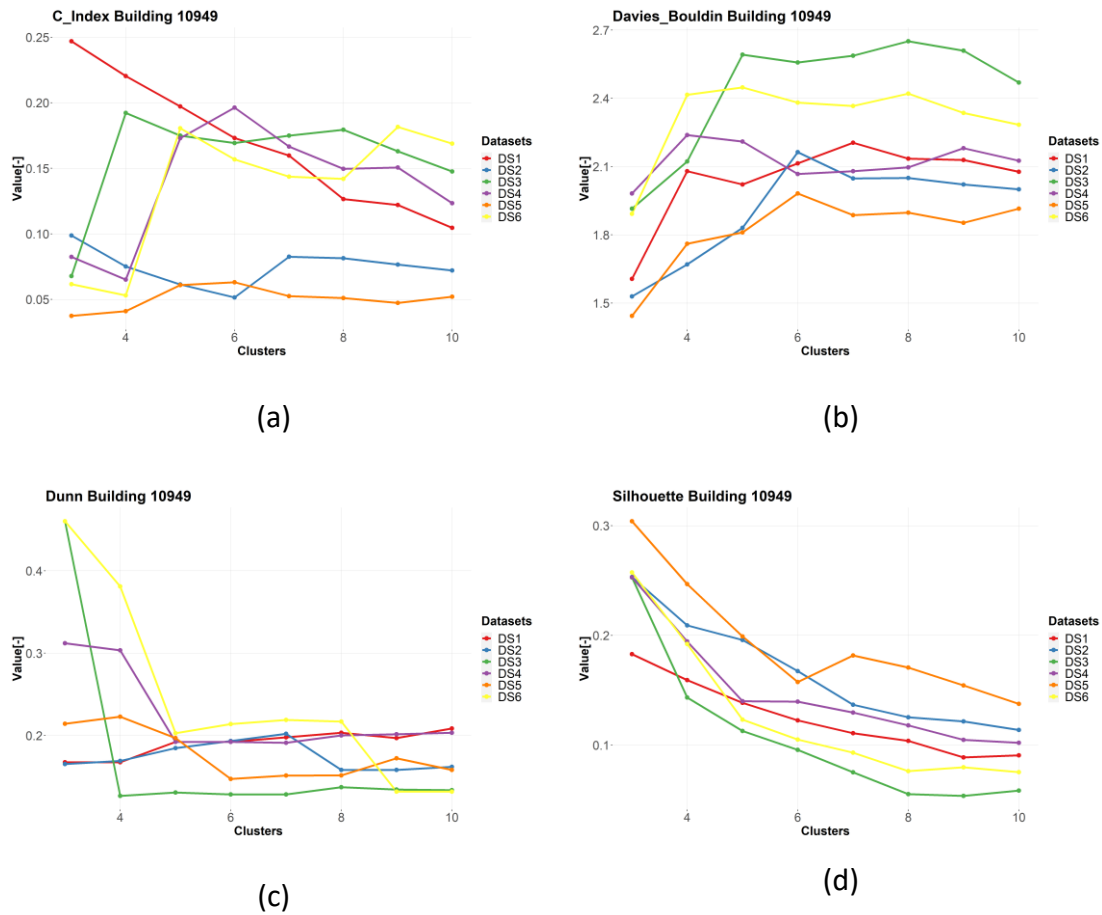 C_Index Building 10949
0.25
0.20
0.15
0.10
0.05
Value[-]
4 6 8 10
Clusters
Datasets
DS1
DS2
DS3
DS4
DS5
DS6
(a)
Davies_Bouldin Building 10949
2.7
2.4
2.1
1.8
1.5
Value[-]
4 6 8 10
Clusters
Datasets
DS1
DS2
DS3
DS4
DS5
DS6
(b)
Dunn Building 10949
0.4
0.3
0.2
Value[-]
4 6 8 10
Clusters
Datasets
DS1
DS2
DS3
DS4
DS5
DS6
(c)
Silhouette Building 10949
0.3
0.2
0.1
Value[-]
4 6 8 10
Clusters
Datasets
DS1
DS2
DS3
DS4
DS5
DS6
(d)